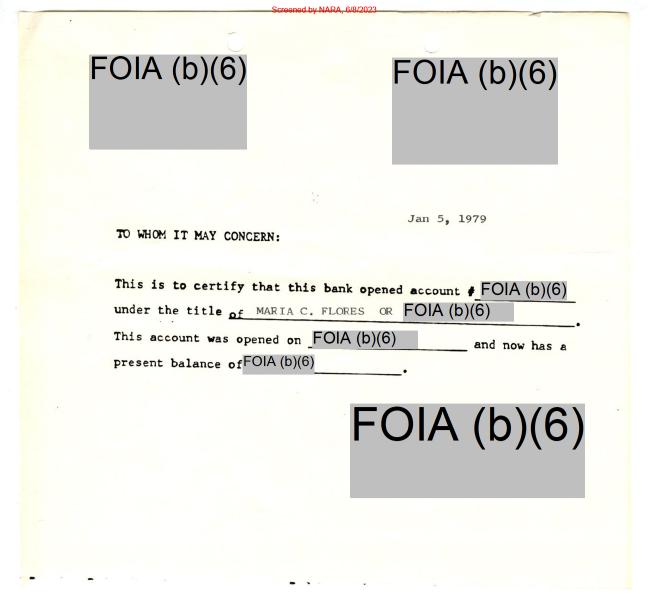 Screened by NARA, 6/8/2023
FOIA (b)(6)
FOIA (b)(6)
Jan 5, 1979
TO WHOM IT MAY CONCERN:
This is to certify that this bank opened account # FOIA (b)(6)
under the title of MARIA C. FLORES OR FOIA (b)(6).
This account was opened on FOIA (b)(6) and now has a
present balance of FOIA (b)(6).
FOIA (b)(6)